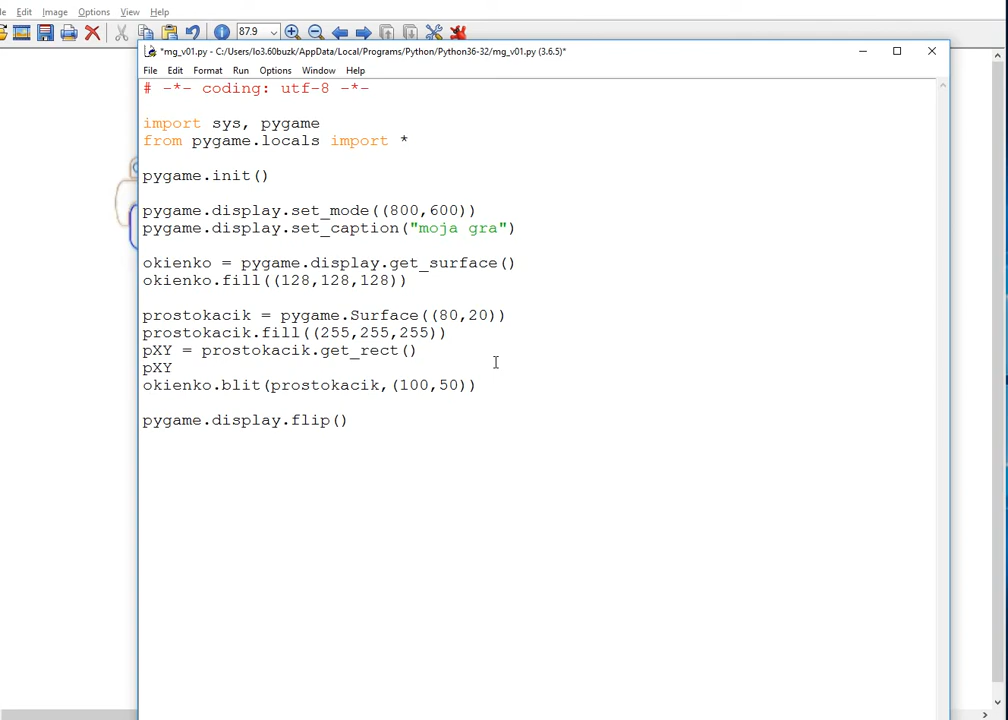 le Edit Image Options View Help
87.9
*mg_v01.py - C:/Users/lo3.60buzk/AppData/Local/Programs/Python/Python36-32/mg_v01.py (3.6.5)*
File Edit Format Run Options Window Help
# -*- coding: utf-8 -*-
import sys, pygame
from pygame.locals import *
pygame.init()
pygame.display.set_mode((800,600))
pygame.display.set_caption("moja gra")
okienko = pygame.display.get_surface()
okienko.fill((128,128,128))
prostokacik = pygame.Surface((80,20))
prostokacik.fill((255,255,255))
pXY = prostokacik.get_rect()
pXY
okienko.blit(prostokacik,(100,50))
pygame.display.flip()